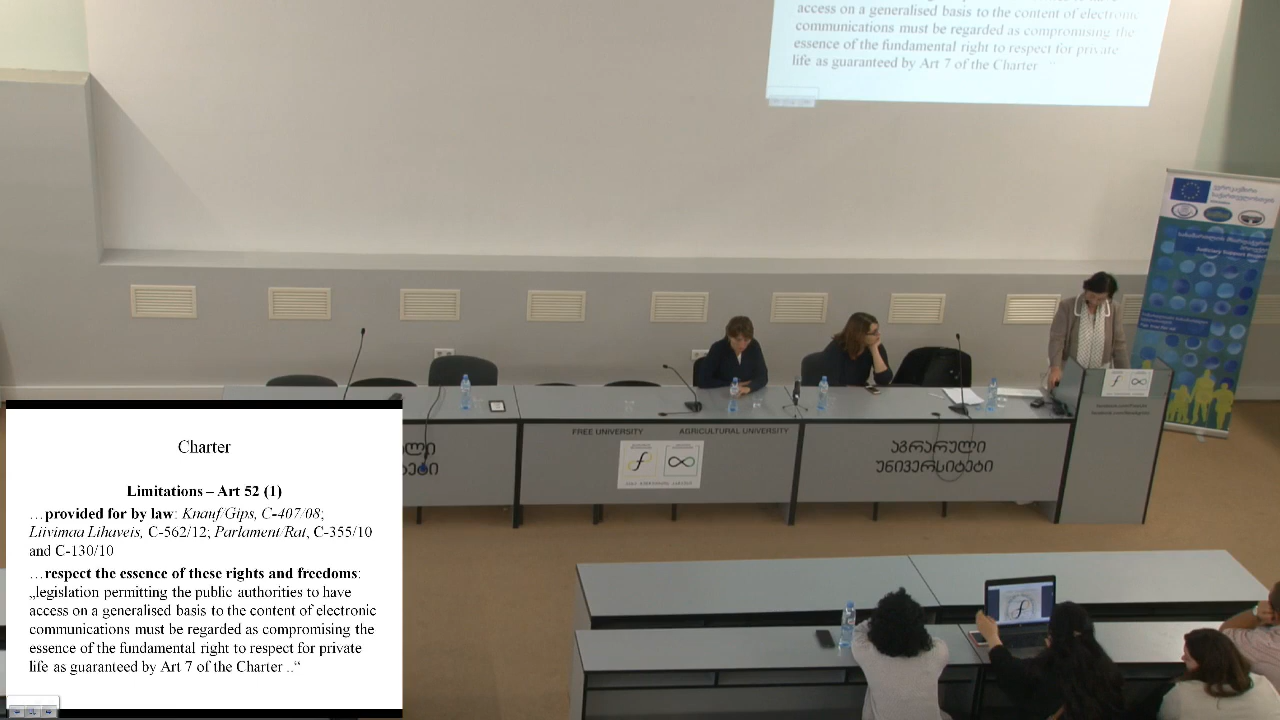 access on a generalised basis to the content of electronic
communications must be regarded as compromising the
essence of the fundamental right to respect for private
life as guaranteed by Art 7 of the Charter .."
FREE UNIVERSITY
AGRICULTURAL UNIVERSITY
აგრარული
უნივერსიტეტი
Charter
Limitations – Art 52 (1)
…provided for by law: Knauf Gips, C-407/08;
Liivimaa Lihaveis, C-562/12; Parlament/Rat, C-355/10
and C-130/10
…respect the essence of these rights and freedoms:
„legislation permitting the public authorities to have
access on a generalised basis to the content of electronic
communications must be regarded as compromising the
essence of the fundamental right to respect for private
life as guaranteed by Art 7 of the Charter ..“